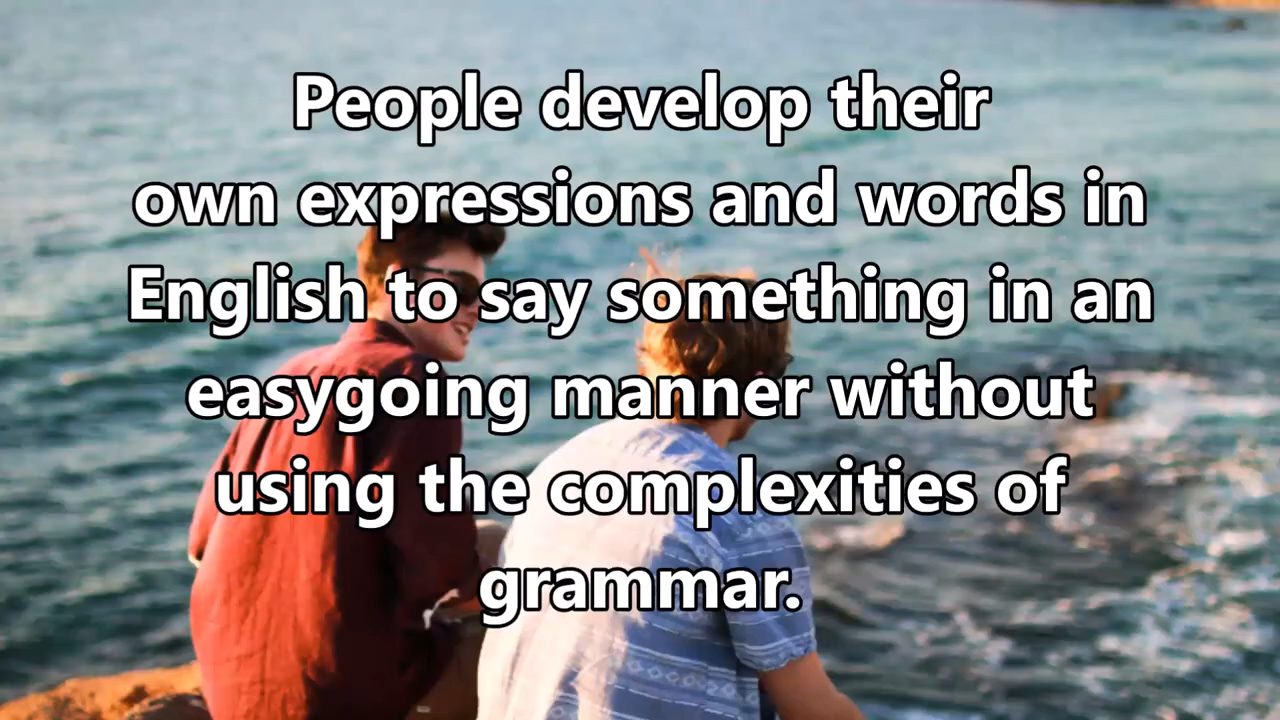 People develop their
own expressions and words in
English to say something in an
easygoing manner without
using the complexities of
grammar.